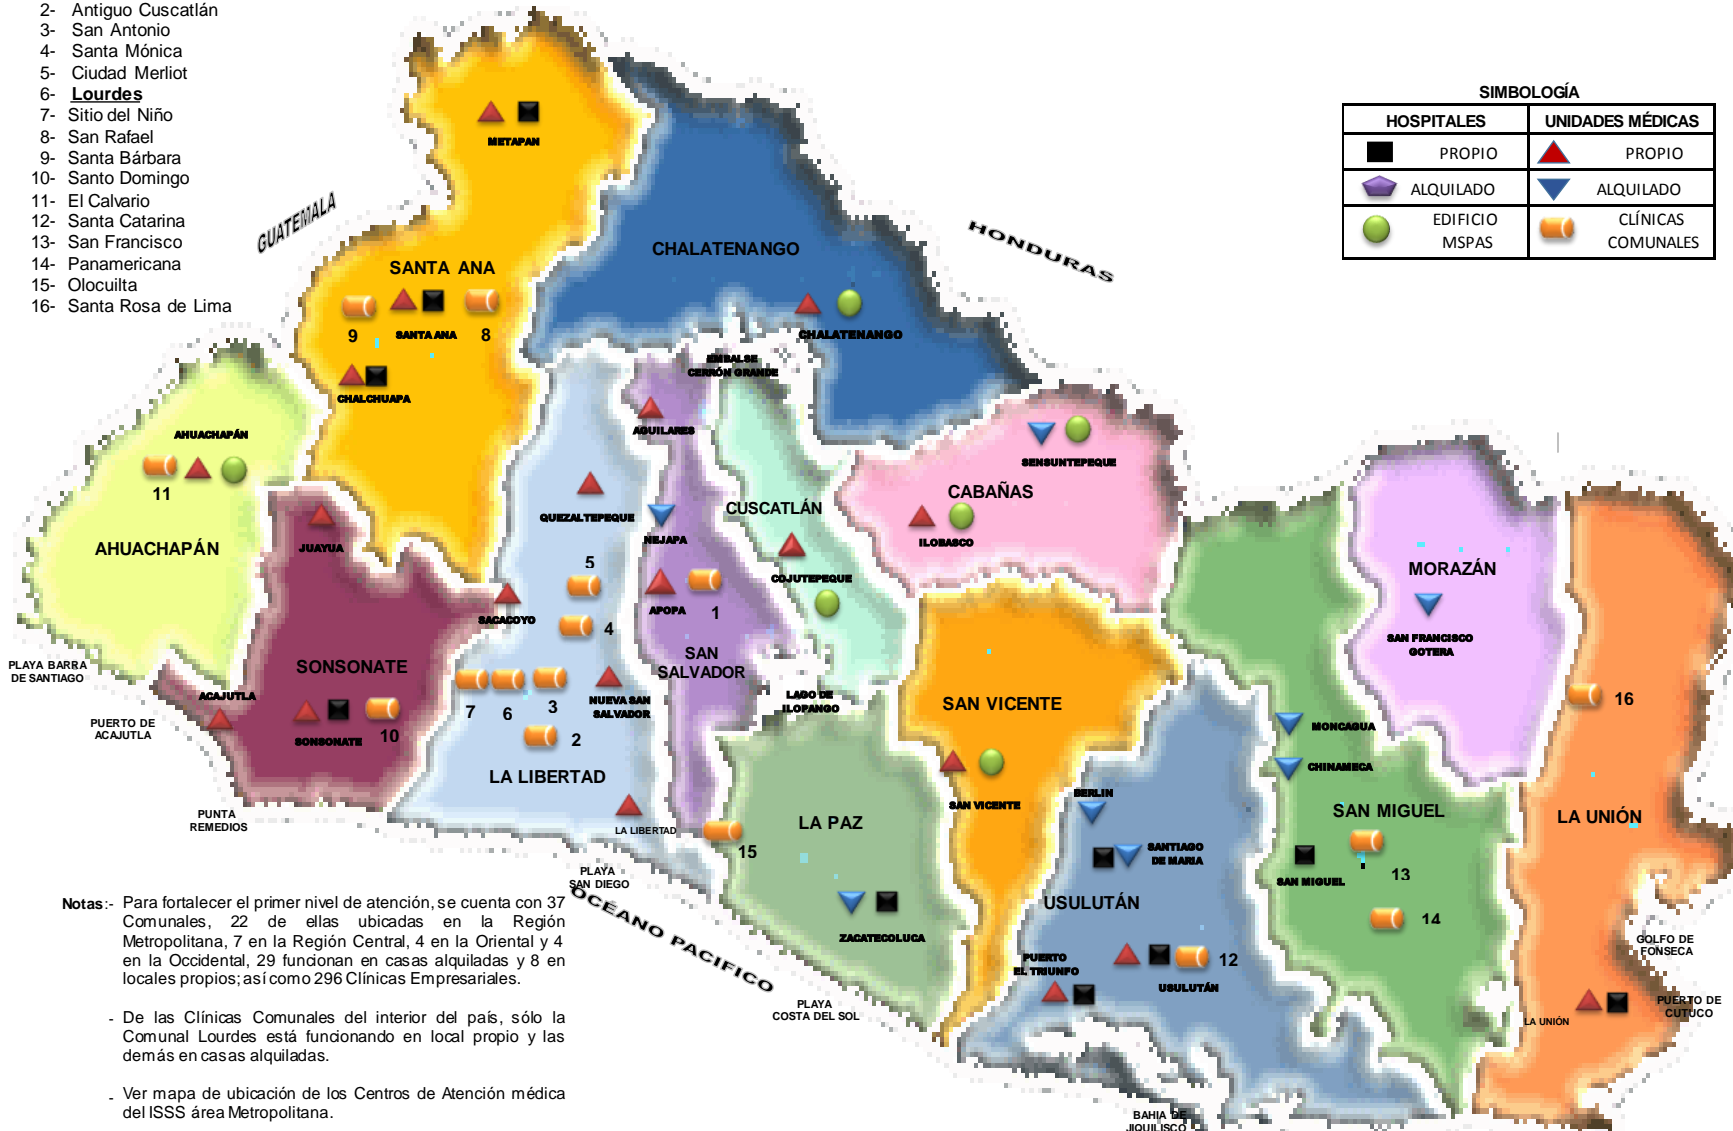 2- Antiguo Cuscatlán
3- San Antonio
4- Santa Mónica
5- Ciudad Merliot
6- Lourdes
7- Sitio del Niño
8- San Rafael
9- Santa Bárbara
10- Santo Domingo
11- El Calvario
12- Santa Catarina
13- San Francisco
14- Panamericana
15- Olocuilta
16- Santa Rosa de Lima
SIMBOLOGÍA
HOSPITALES
UNIDADES MÉDICAS
PROPIO
PROPIO
ALQUILADO
ALQUILADO
EDIFICIO
MSPAS
CLÍNICAS
COMUNALES
GUATEMALA
HONDURAS
METAPAN
SANTA ANA
9
SANTA ANA
8
CHALCHUAPA
CHALATENANGO
CHALATENANGO
EMBALSE
CERRÓN GRANDE
AHUACHAPÁN
11
AHUACHAPÁN
PLAYA BARRA
DE SANTIAGO
JUAYUA
SONSONATE
ACAJUTLA
SONSONATE
10
PUERTO DE
ACAJUTLA
PUNTA
REMEDIOS
QUEZALTEPEQUE
5
SACACOYO
4
7
6
3
NUEVA SAN
SALVADOR
2
LA LIBERTAD
LA LIBERTAD
PLAYA
SAN DIEGO
AGUILARES
NEJAPA
APOPA
1
SAN
SALVADOR
CUSCATLÁN
COJUTEPEQUE
LAGO DE
ILOPANGO
SENSUNTEPEQUE
CABAÑAS
ILOBASCO
SAN VICENTE
SAN VICENTE
15
LA PAZ
ZACATECOLUCA
PLAYA
COSTA DEL SOL
OCÉANO PACIFICO
BERLIN
SANTIAGO
DE MARIA
USULUTÁN
12
USULUTÁN
PUERTO
EL TRIUNFO
BAHIA DE
JIQUILISCO
MONCAGUA
CHINAMECA
SAN MIGUEL
SAN MIGUEL
13
14
MORAZÁN
SAN FRANCISCO
GOTERA
16
LA UNIÓN
GOLFO DE
FONSECA
LA UNIÓN
PUERTO DE
CUTUCO
Notas:- Para fortalecer el primer nivel de atención, se cuenta con 37
Comunales, 22 de ellas ubicadas en la Región
Metropolitana, 7 en la Región Central, 4 en la Oriental y 4
en la Occidental, 29 funcionan en casas alquiladas y 8 en
locales propios; así como 296 Clínicas Empresariales.
- De las Clínicas Comunales del interior del país, sólo la
Comunal Lourdes está funcionando en local propio y las
demás en casas alquiladas.
- Ver mapa de ubicación de los Centros de Atención médica
del ISSS área Metropolitana.